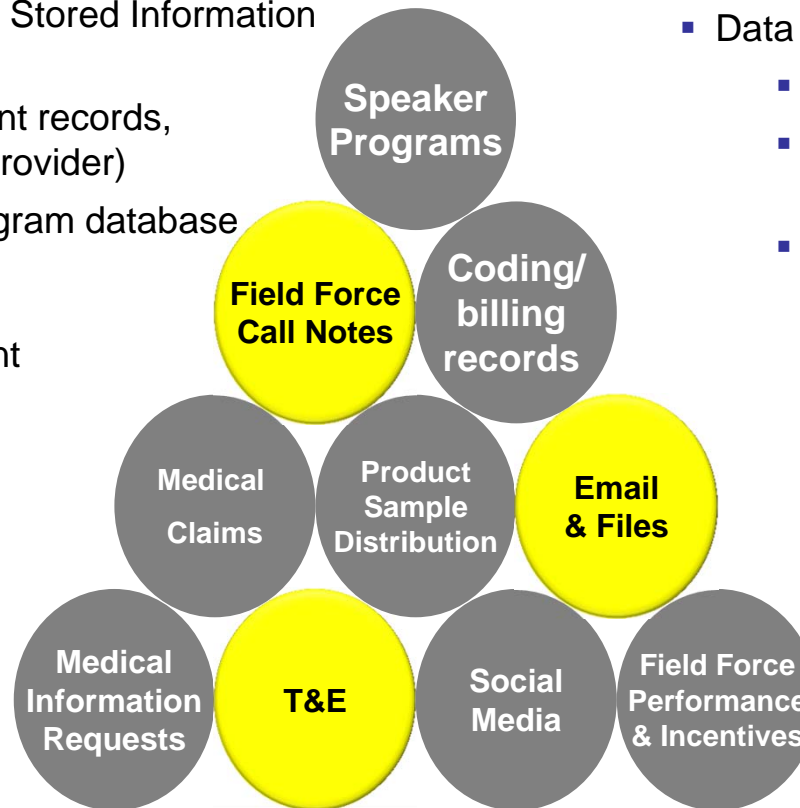 Stored Information
nt records,
rovider)
gram database
nt
Data
Speaker
Programs
Field Force
Call Notes
Coding/
billing
records
Medical
Claims
Product
Sample
Distribution
Email
& Files
Medical
Information
Requests
T&E
Social
Media
Field Force
Performance
& Incentives